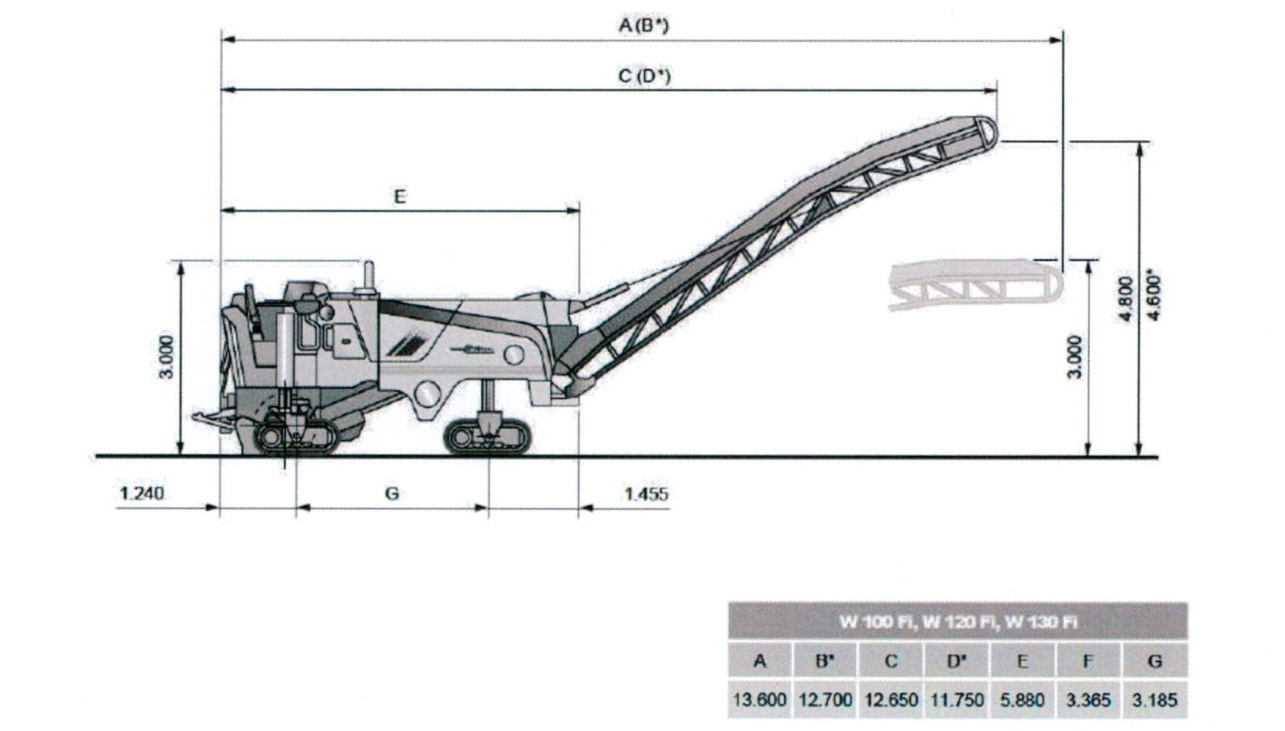 A (B*)
C (D*)
E
3.000
3.000
4.800
4.600*
1.240
G
1.455
W 100 Fi, W 120 Fi, W 130 Fi
A B* C D* E F G
13.600 12.700 12.650 11.750 5.880 3.365 3.185